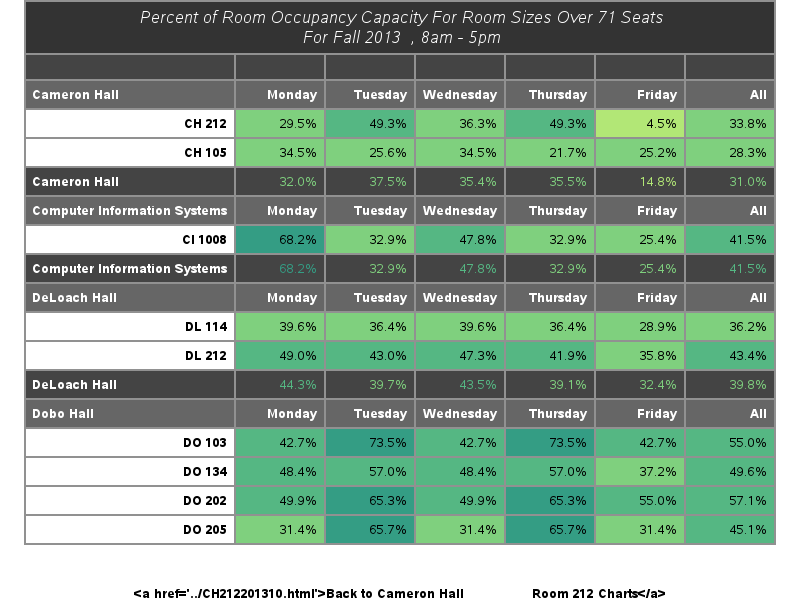 Percent of Room Occupancy Capacity For Room Sizes Over 71 Seats
For Fall 2013 , 8am - 5pm
Cameron Hall Monday Tuesday Wednesday Thursday Friday All
CH 212 29.5% 49.3% 36.3% 49.3% 4.5% 33.8%
CH 105 34.5% 25.6% 34.5% 21.7% 25.2% 28.3%
Cameron Hall 32.0% 37.5% 35.4% 35.5% 14.8% 31.0%
Computer Information Systems Monday Tuesday Wednesday Thursday Friday All
CI 1008 68.2% 32.9% 47.8% 32.9% 25.4% 41.5%
Computer Information Systems 68.2% 32.9% 47.8% 32.9% 25.4% 41.5%
DeLoach Hall Monday Tuesday Wednesday Thursday Friday All
DL 114 39.6% 36.4% 39.6% 36.4% 28.9% 36.2%
DL 212 49.0% 43.0% 47.3% 41.9% 35.8% 43.4%
DeLoach Hall 44.3% 39.7% 43.5% 39.1% 32.4% 39.8%
Dobo Hall Monday Tuesday Wednesday Thursday Friday All
DO 103 42.7% 73.5% 42.7% 73.5% 42.7% 55.0%
DO 134 48.4% 57.0% 48.4% 57.0% 37.2% 49.6%
DO 202 49.9% 65.3% 49.9% 65.3% 55.0% 57.1%
DO 205 31.4% 65.7% 31.4% 65.7% 31.4% 45.1%
<a href='../CH212201310.html'>Back to Cameron Hall Room 212 Charts</a>